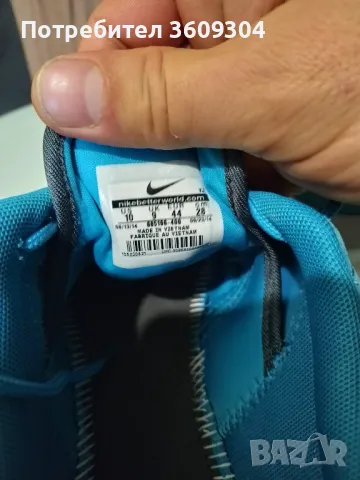 Потребител 3609304
nikebetterworld.com
US UK EUR cm
10 9 44 28
MADE IN VIETNAM
FABRIQUE AU VIETNAM
BAZAR